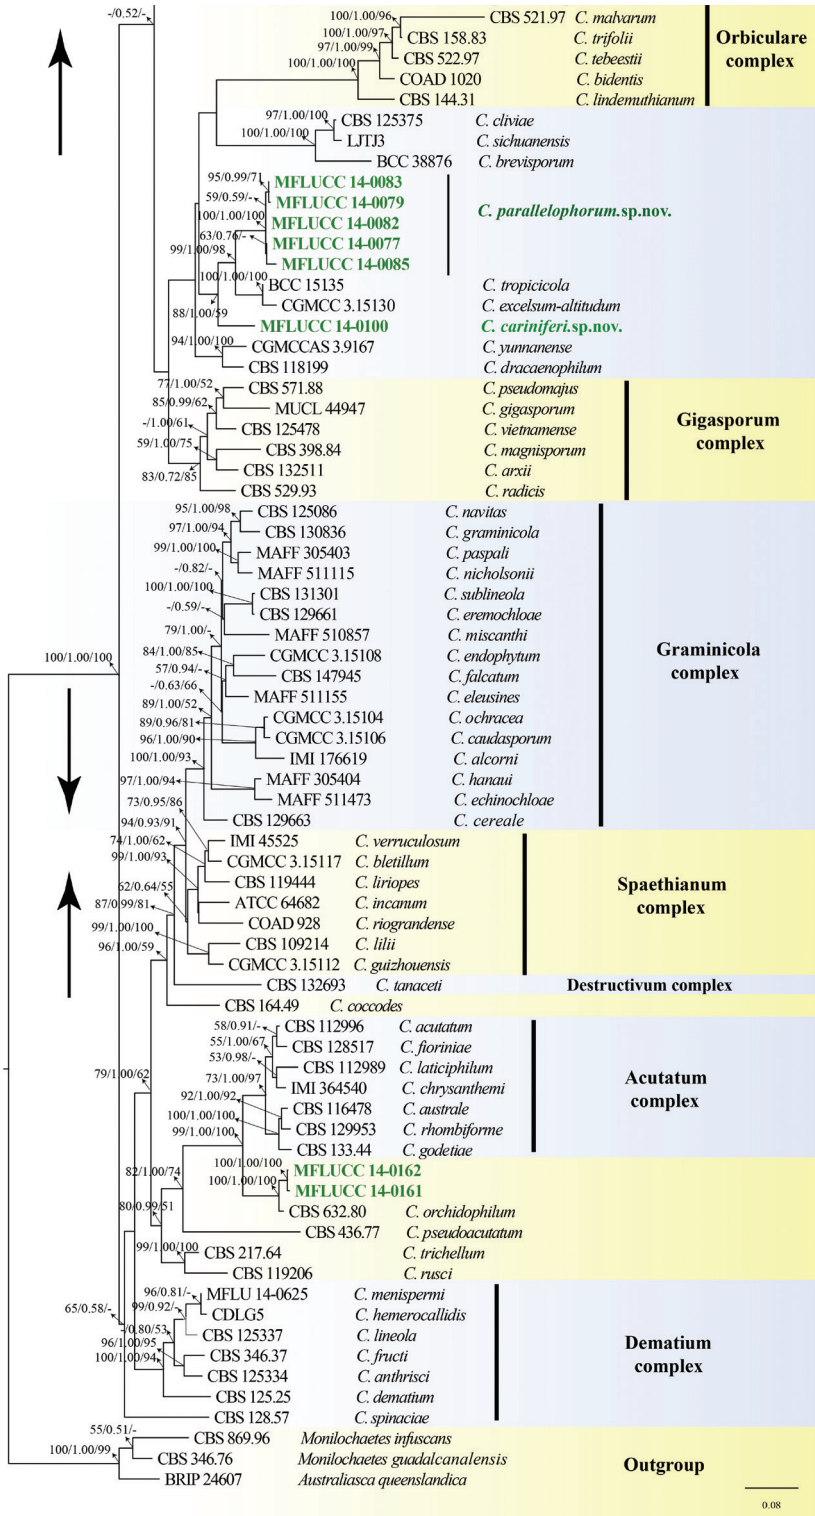 -/0.52/-
100/1.00/96
CBS 521.97 C. malvarum
100/1.00/97
CBS 158.83 C. trifolii
97/1.00/99
CBS 522.97 C. tebeestii
100/1.00/100
COAD 1020 C. bidentis
CBS 144.31 C. lindemuthianum
Orbiculare
complex
97/1.00/100
CBS 125375 C. cliviae
100/1.00/100
LJTJ3 C. sichuanensis
BCC 38876 C. brevisporum
95/0.99/71
MFLUCC 14-0083
59/0.59/-
MFLUCC 14-0079
100/1.00/100
MFLUCC 14-0082
63/0.76/-
MFLUCC 14-0077
99/1.00/98
MFLUCC 14-0085
C. parallelophorum.sp.nov.
100/1.00/100
BCC 15135 C. tropicicola
CGMCC 3.15130 C. excelsum-altitudum
88/1.00/59
MFLUCC 14-0100 C. cariniferi.sp.nov.
94/1.00/100
CGMCCAS 3.9167 C. yunnanense
CBS 118199 C. dracaenophilum
77/1.00/52
CBS 571.88 C. pseudomajus
85/0.99/62
MUCL 44947 C. gigasporum
-/1.00/61
CBS 125478 C. vietnamense
59/1.00/75
CBS 398.84 C. magnisporum
83/0.72/85
CBS 132511 C. arxii
CBS 529.93 C. radicis
Gigasporum
complex
95/1.00/98
CBS 125086 C. navitas
97/1.00/94
CBS 130836 C. graminicola
99/1.00/100
MAFF 305403 C. paspali
-/0.82/-
MAFF 511115 C. nicholsonii
100/1.00/100
CBS 131301 C. sublineola
-/0.59/-
CBS 129661 C. eremochloae
79/1.00/-
MAFF 510857 C. miscanthi
84/1.00/85
CGMCC 3.15108 C. endophytum
57/0.94/-
CBS 147945 C. falcatum
-/0.63/66
MAFF 511155 C. eleusines
89/1.00/52
CGMCC 3.15104 C. ochracea
89/0.96/81
CGMCC 3.15106 C. caudasporum
96/1.00/90
IMI 176619 C. alcorni
100/1.00/93
MAFF 305404 C. hanaui
97/1.00/94
MAFF 511473 C. echinochloae
CBS 129663 C. cereale
Graminicola
complex
100/1.00/100
73/0.95/86
94/0.93/91
IMI 45525 C. verruculosum
74/1.00/62
CGMCC 3.15117 C. bletillum
99/1.00/93
CBS 119444 C. liriopes
62/0.64/55
ATCC 64682 C. incanum
87/0.99/81
COAD 928 C. riograndense
99/1.00/100
CBS 109214 C. lilii
96/1.00/59
CGMCC 3.15112 C. guizhouensis
Spaethianum
complex
CBS 132693 C. tanaceti Destructivum complex
CBS 164.49 C. coccodes
58/0.91/-
CBS 112996 C. acutatum
55/1.00/67
CBS 128517 C. fioriniae
53/0.98/-
CBS 112989 C. laticiphilum
73/1.00/97
IMI 364540 C. chrysanthemi
92/1.00/92
CBS 116478 C. australe
100/1.00/100
CBS 129953 C. rhombiforme
99/1.00/100
CBS 133.44 C. godetiae
Acutatum
complex
79/1.00/62
100/1.00/100
MFLUCC 14-0162
100/1.00/100
MFLUCC 14-0161
82/1.00/74
CBS 632.80 C. orchidophilum
80/0.99/51
CBS 436.77 C. pseudoacutatum
99/1.00/100
CBS 217.64 C. trichellum
CBS 119206 C. rusci
96/0.81/-
MFLU 14-0625 C. menispermi
65/0.58/-
99/0.92/-
CDLG5 C. hemerocallidis
-/0.80/53
CBS 125337 C. lineola
96/1.00/95
CBS 346.37 C. fructi
100/1.00/94
CBS 125334 C. anthrisci
CBS 125.25 C. dematium
CBS 128.57 C. spinaciae
Dematium
complex
55/0.51/-
CBS 869.96 Monilochaetes infuscans
100/1.00/99
CBS 346.76 Monilochaetes guadalcanalensis
BRIP 24607 Australiasca queenslandica
Outgroup
0.08